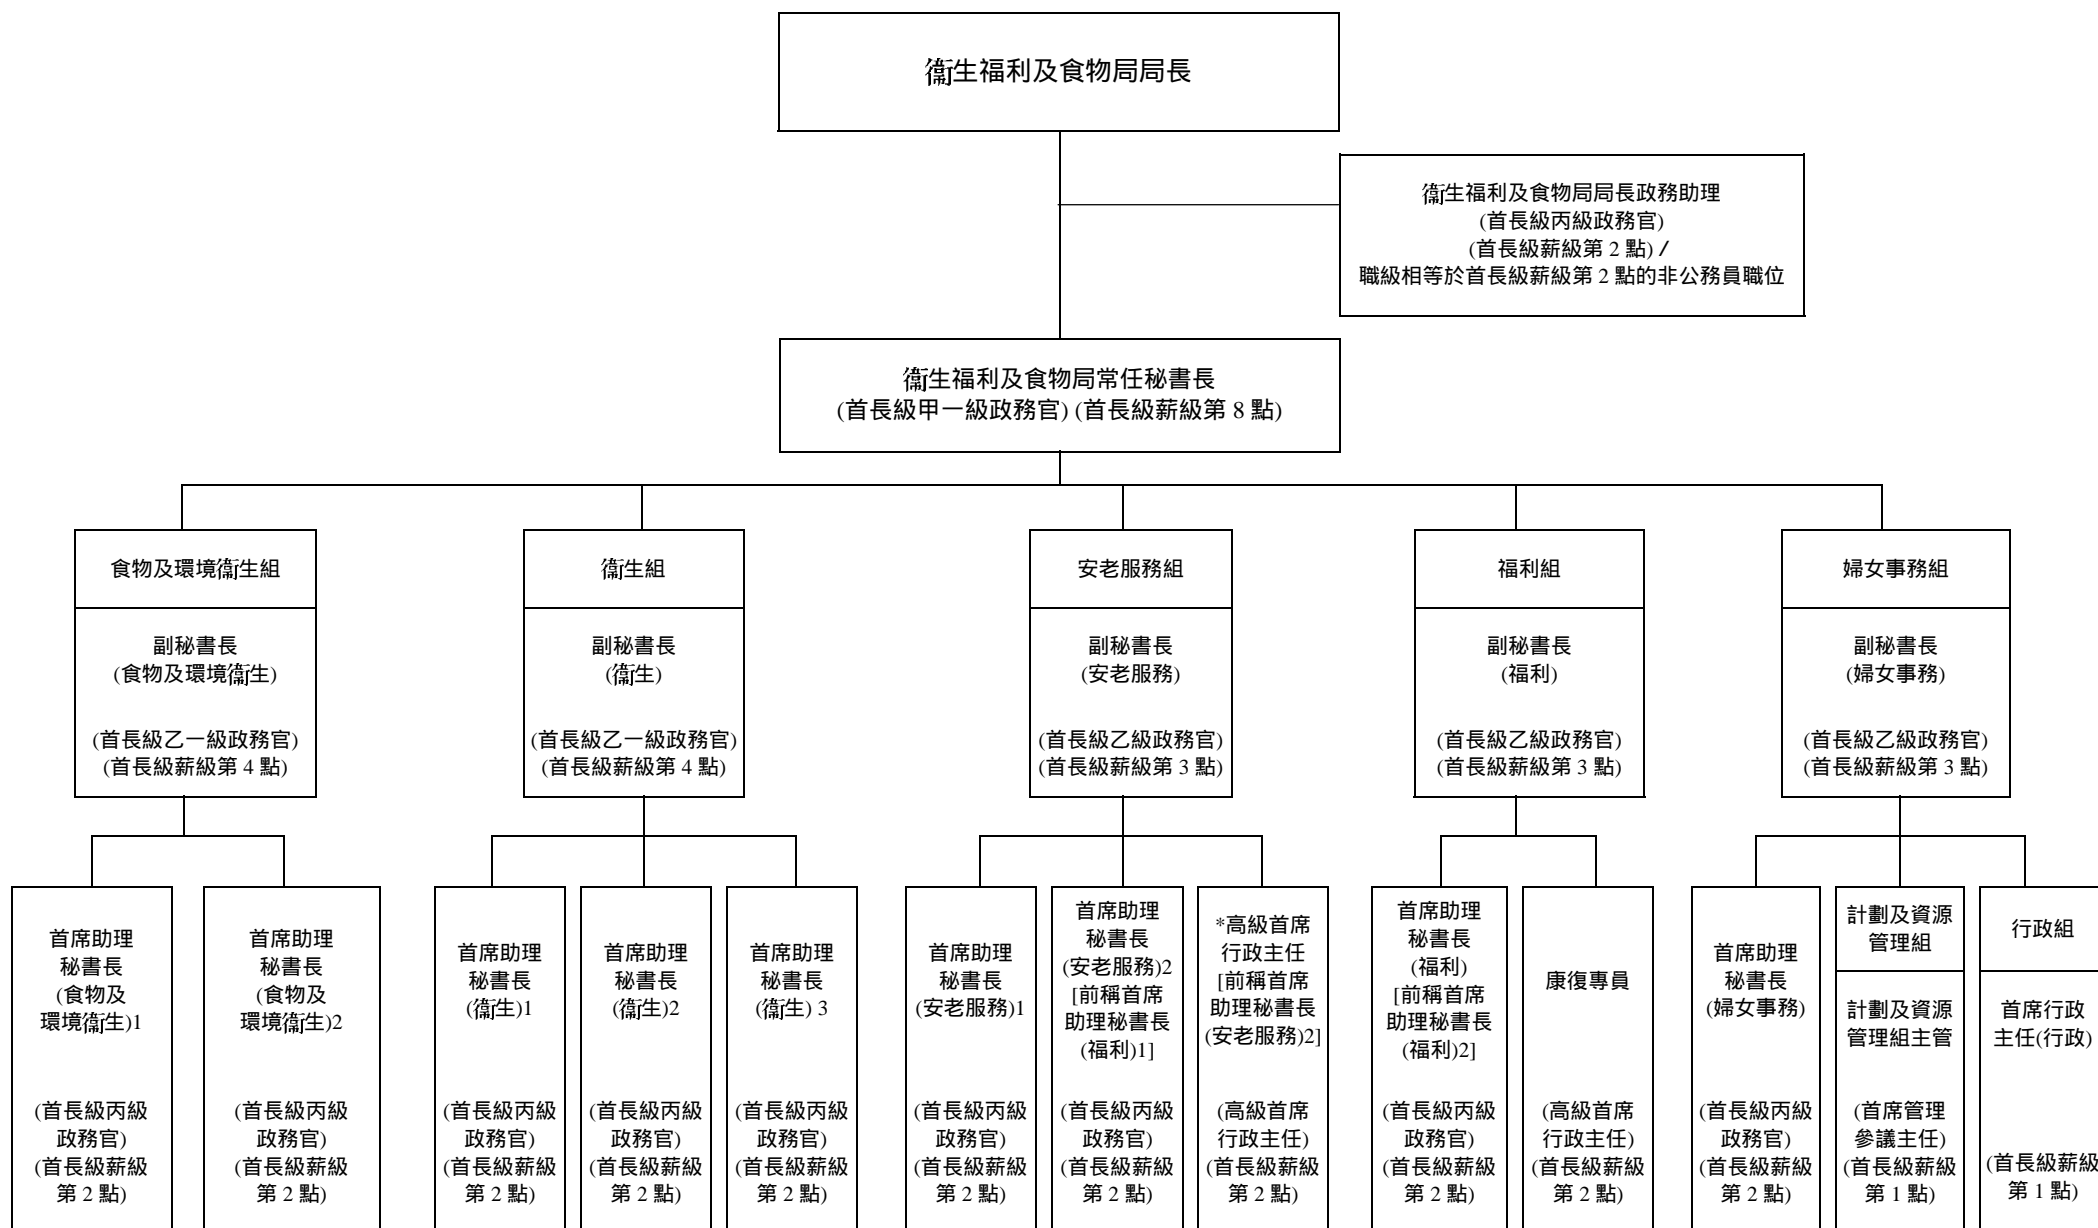 衞生福利及食物局局長
衞生福利及食物局局長政務助理
(首長級丙級政務官)
(首長級薪級第 2 點) /
職級相等於首長級薪級第 2 點的非公務員職位
衞生福利及食物局常任秘書長
(首長級甲一級政務官) (首長級薪級第 8 點)
食物及環境衞生組
副秘書長
(食物及環境衞生)
(首長級乙一級政務官)
(首長級薪級第 4 點)
衞生組
副秘書長
(衞生)
(首長級乙一級政務官)
(首長級薪級第 4 點)
安老服務組
副秘書長
(安老服務)
(首長級乙級政務官)
(首長級薪級第 3 點)
福利組
副秘書長
(福利)
(首長級乙級政務官)
(首長級薪級第 3 點)
婦女事務組
副秘書長
(婦女事務)
(首長級乙級政務官)
(首長級薪級第 3 點)
首席助理
秘書長
(食物及
環境衞生)1
(首長級丙級
政務官)
(首長級薪級
第 2 點)
首席助理
秘書長
(食物及
環境衞生)2
(首長級丙級
政務官)
(首長級薪級
第 2 點)
首席助理
秘書長
(衞生)1
(首長級丙級
政務官)
(首長級薪級
第 2 點)
首席助理
秘書長
(衞生)2
(首長級丙級
政務官)
(首長級薪級
第 2 點)
首席助理
秘書長
(衞生) 3
(首長級丙級
政務官)
(首長級薪級
第 2 點)
首席助理
秘書長
(安老服務)1
(首長級丙級
政務官)
(首長級薪級
第 2 點)
首席助理
秘書長
(安老服務)2
[前稱首席
助理秘書長
(福利)1]
(首長級丙級
政務官)
(首長級薪級
第 2 點)
*高級首席
行政主任
[前稱首席
助理秘書長
(安老服務)2]
(高級首席
行政主任)
(首長級薪級
第 2 點)
首席助理
秘書長
(福利)
[前稱首席
助理秘書長
(福利)2]
(首長級丙級
政務官)
(首長級薪級
第 2 點)
康復專員
(高級首席
行政主任)
(首長級薪級
第 2 點)
首席助理
秘書長
(婦女事務)
(首長級丙級
政務官)
(首長級薪級
第 2 點)
計劃及資源
管理組
計劃及資源
管理組主管
(首席管理
參議主任)
(首長級薪級
第 1 點)
行政組
首席行政
主任(行政)
(首長級薪級
第 1 點)